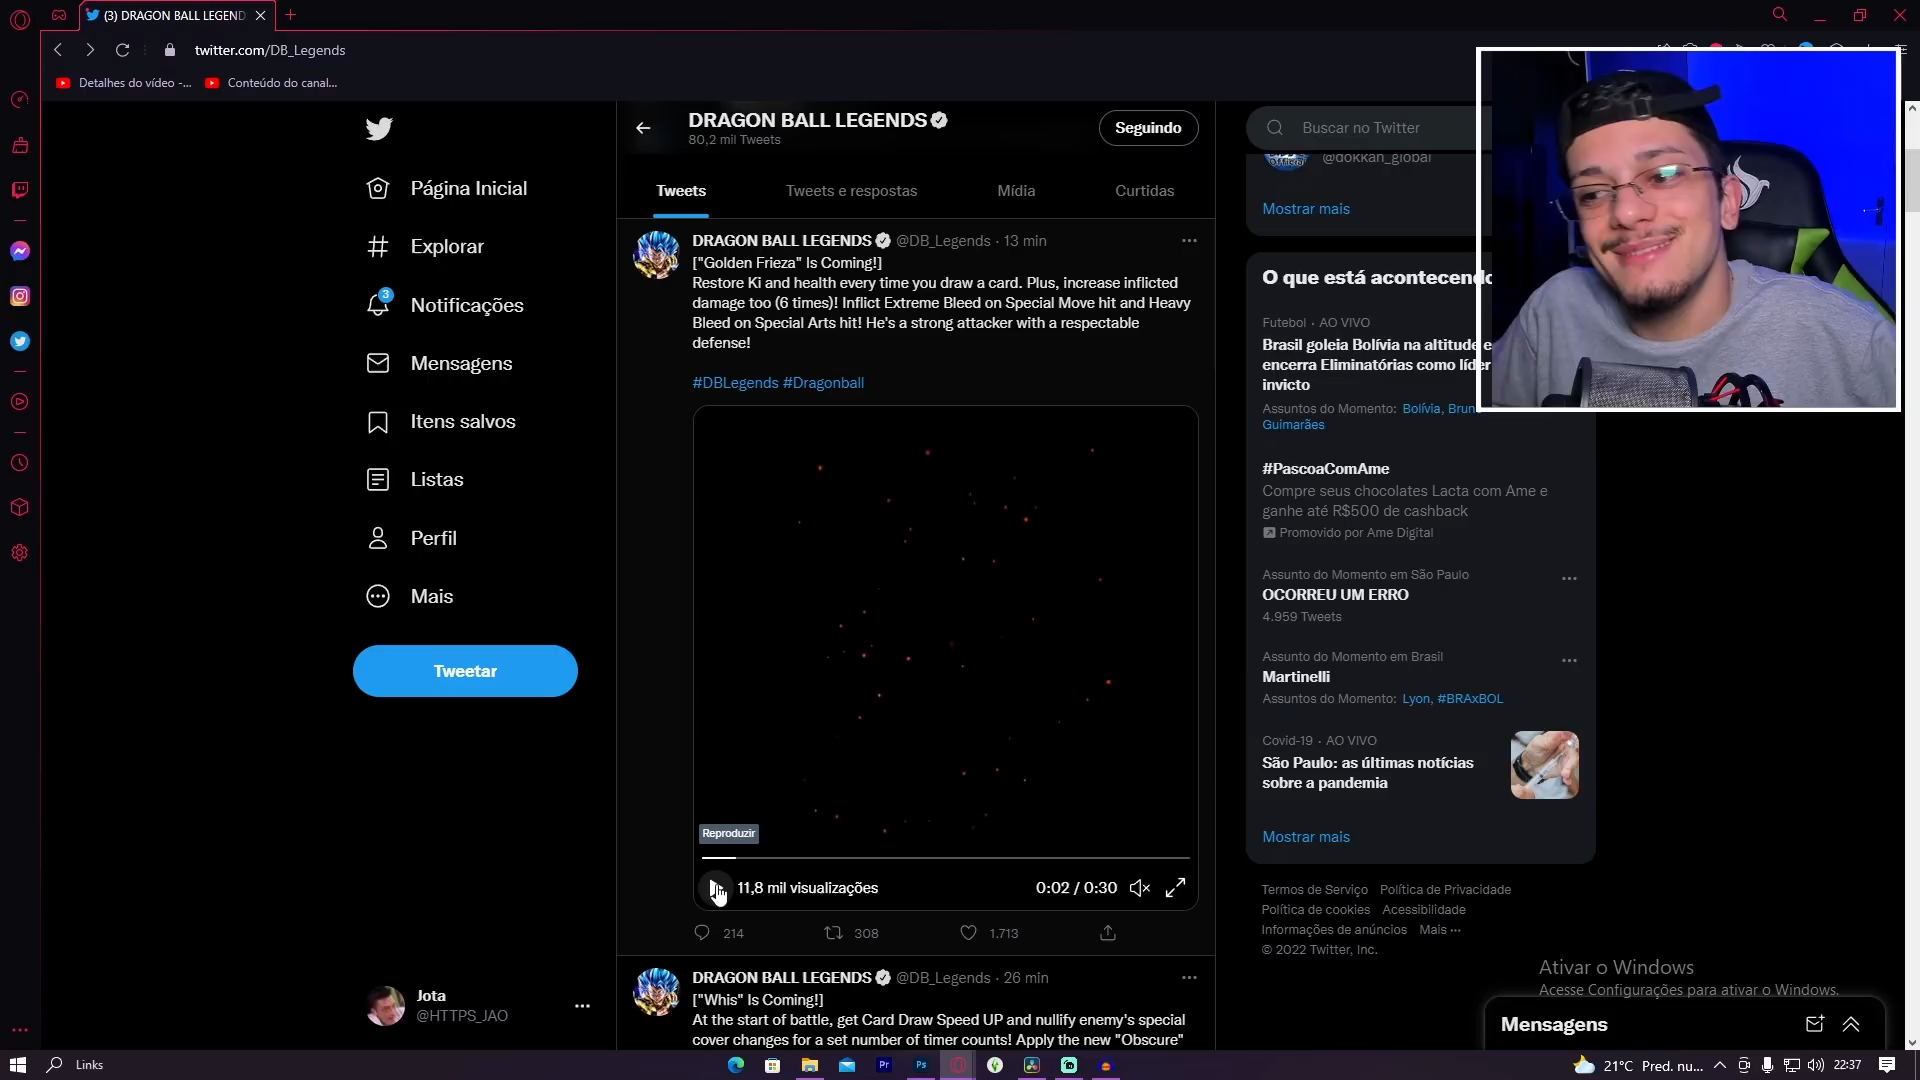 (3) DRAGON BALL LEGEND
twitter.com/DB_Legends
Detalhes do vídeo -...
Conteúdo do canal...
Página Inicial
Explorar
3
Notificações
Mensagens
Itens salvos
Listas
Perfil
Mais
Tweetar
Jota
@HTTPS_JAO
DRAGON BALL LEGENDS
80,2 mil Tweets
Seguindo
Tweets
Tweets e respostas
Mídia
Curtidas
DRAGON BALL LEGENDS @DB_Legends · 13 min
["Golden Frieza" Is Coming!]
Restore Ki and health every time you draw a card. Plus, increase inflicted
damage too (6 times)! Inflict Extreme Bleed on Special Move hit and Heavy
Bleed on Special Arts hit! He's a strong attacker with a respectable
defense!
#DBLegends #Dragonball
Reproduzir
11,8 mil visualizações
0:02 / 0:30
214
308
1.713
DRAGON BALL LEGENDS @DB_Legends · 26 min
["Whis" Is Coming!]
At the start of battle, get Card Draw Speed UP and nullify enemy's special
cover changes for a set number of timer counts! Apply the new "Obscure"
Buscar no Twitter
@dokkan_global
Mostrar mais
O que está acontecendo
Futebol · AO VIVO
Brasil goleia Bolívia na altitude e
encerra Eliminatórias como líder
invicto
Assuntos do Momento: Bolívia, Brun
Guimarães
#PascoaComAme
Compre seus chocolates Lacta com Ame e
ganhe até R$500 de cashback
Promovido por Ame Digital
Assunto do Momento em São Paulo
OCORREU UM ERRO
4.959 Tweets
Assunto do Momento em Brasil
Martinelli
Assuntos do Momento: Lyon, #BRAxBOL
Covid-19 · AO VIVO
São Paulo: as últimas notícias
sobre a pandemia
Mostrar mais
Termos de Serviço Política de Privacidade
Política de cookies Acessibilidade
Informações de anúncios Mais ···
© 2022 Twitter, Inc.
Ativar o Windows
Acesse Configurações para ativar o Windows.
Mensagens
Links
Pr
Ps
21°C Pred. nu...
22:37